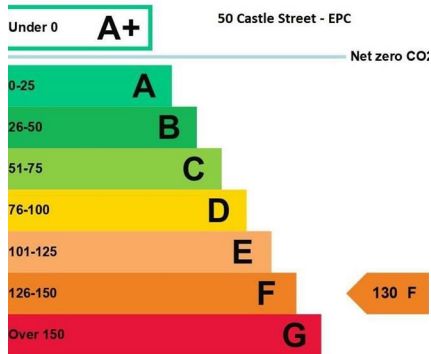 50 Castle Street - EPC
Under 0 A+
Net zero CO2
0-25 A
26-50 B
51-75 C
76-100 D
101-125 E
126-150 F 130 F
Over 150 G